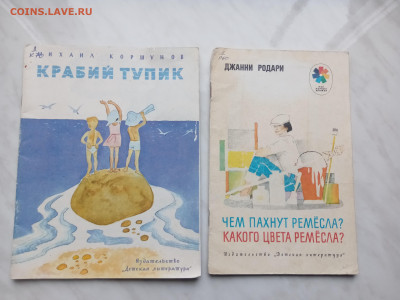 COINS.LAVE.RU
МИХАИЛ КОРШУНОВ
КРАБИЙ ТУПИК
Издательство
"Детская литература"
ДЖАННИ РОДАРИ
ЧЕМ ПАХНУТ РЕМЁСЛА?
КАКОГО ЦВЕТА РЕМЁСЛА?
Издательство "Детская литература"